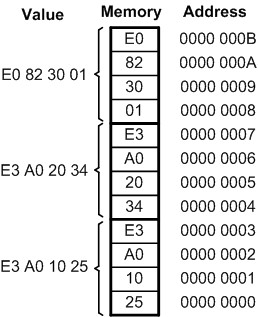 Value Memory Address
E0 0000 000B
82 0000 000A
E0 82 30 01
30 0000 0009
01 0000 0008
E3 0000 0007
A0 0000 0006
E3 A0 20 34
20 0000 0005
34 0000 0004
E3 0000 0003
A0 0000 0002
E3 A0 10 25
10 0000 0001
25 0000 0000